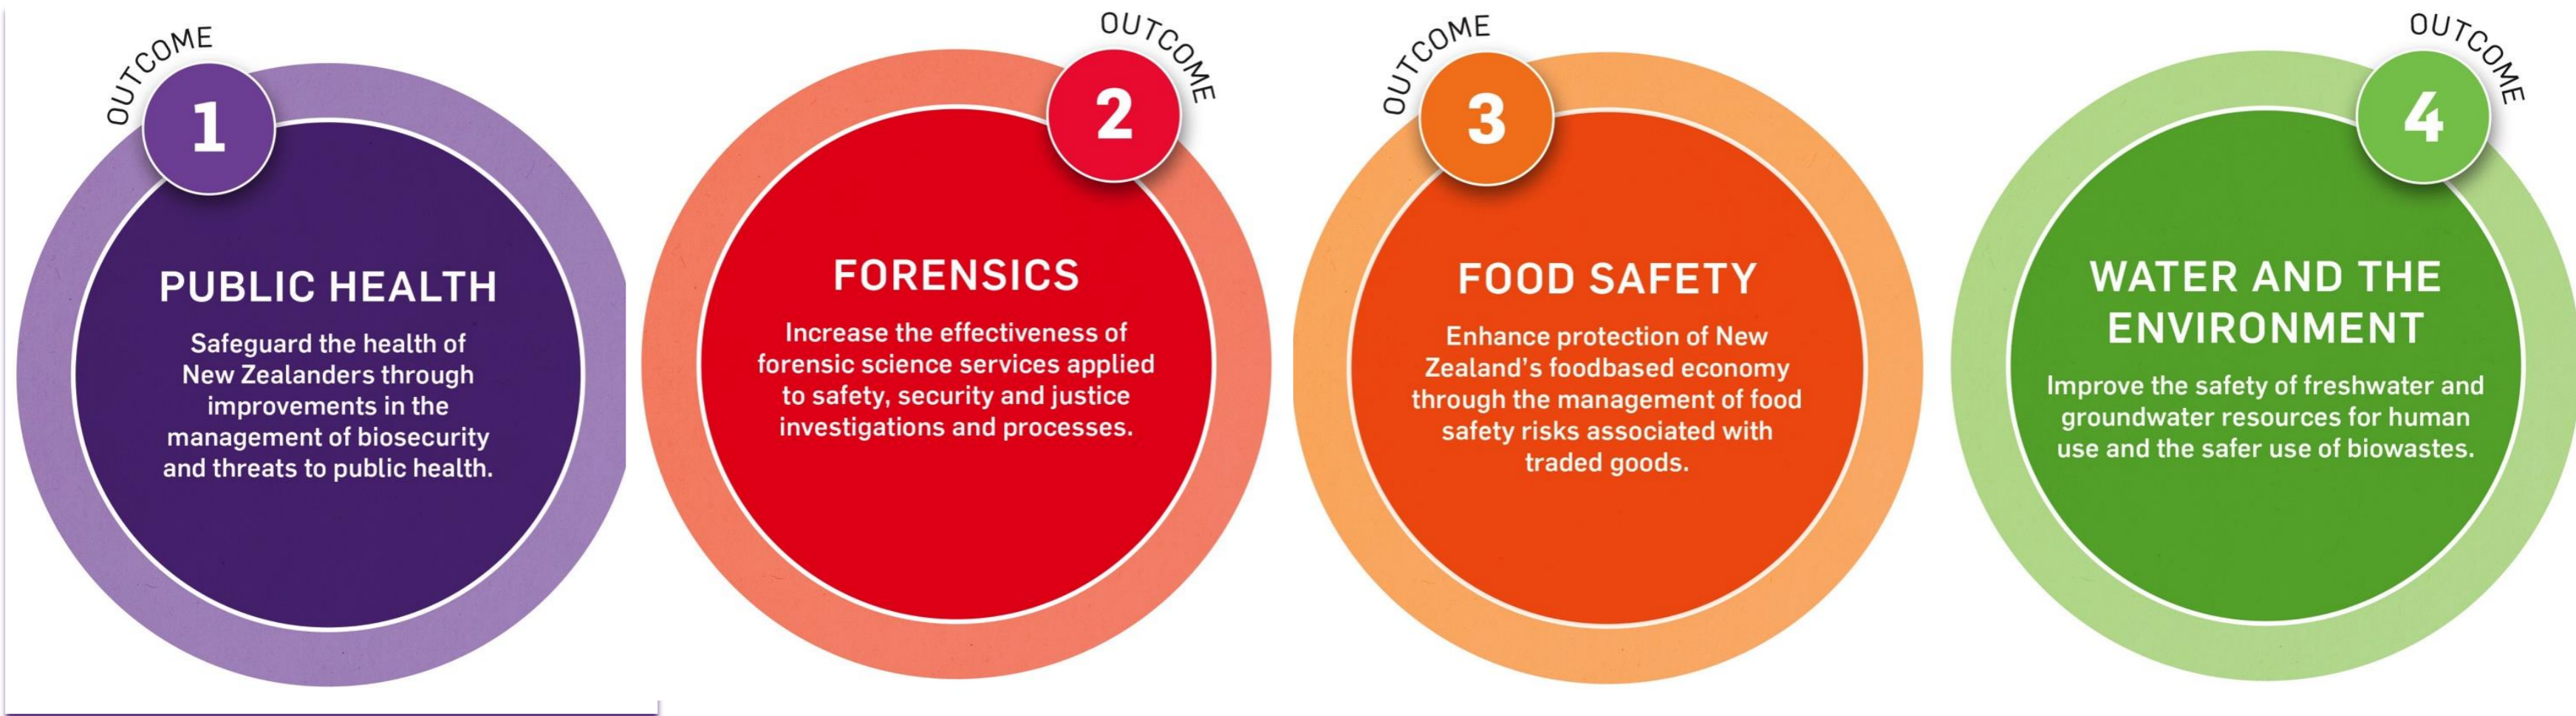 OUTCOME
1
PUBLIC HEALTH
Safeguard the health of
New Zealanders through
improvements in the
management of biosecurity
and threats to public health.
OUTCOME
2
FORENSICS
Increase the effectiveness of
forensic science services applied
to safety, security and justice
investigations and processes.
OUTCOME
3
FOOD SAFETY
Enhance protection of New
Zealand's foodbased economy
through the management of food
safety risks associated with
traded goods.
OUTCOME
4
WATER AND THE
ENVIRONMENT
Improve the safety of freshwater and
groundwater resources for human
use and the safer use of biowastes.